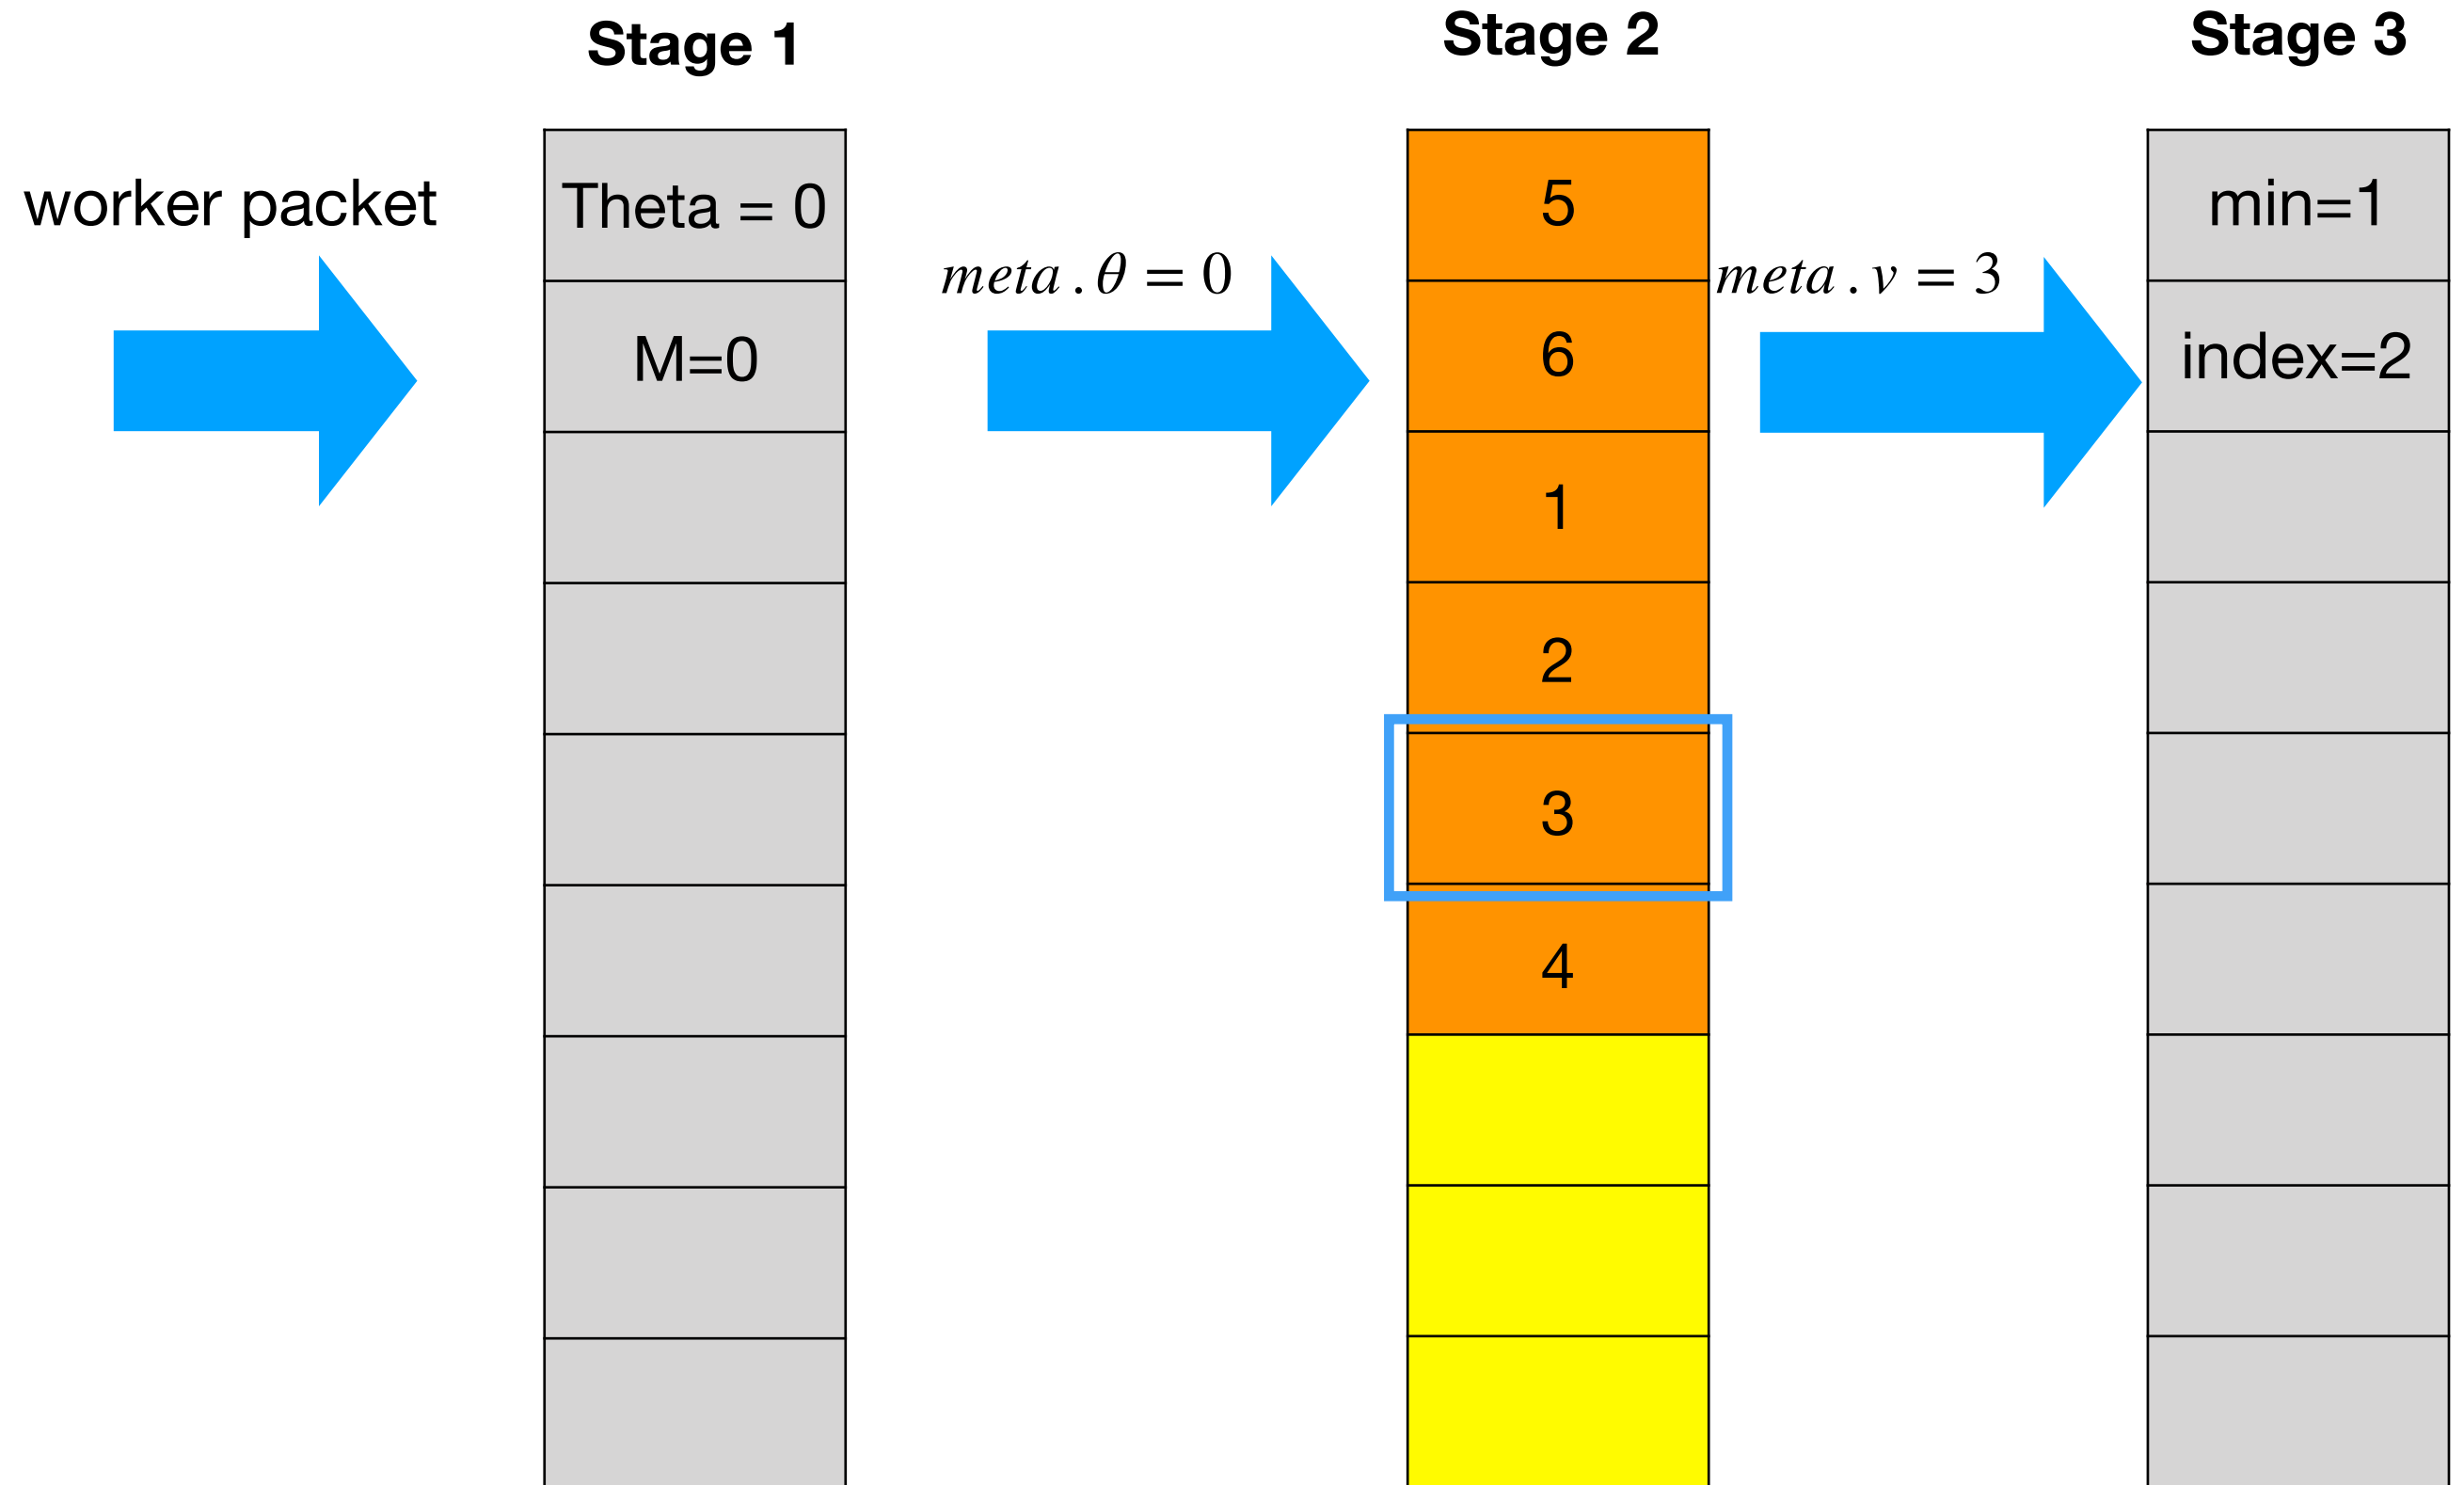 Stage 1
Stage 2
Stage 3
worker packet
Theta = 0
M=0
meta.θ = 0
5
6
1
2
3
4
meta.v = 3
min=1
index=2